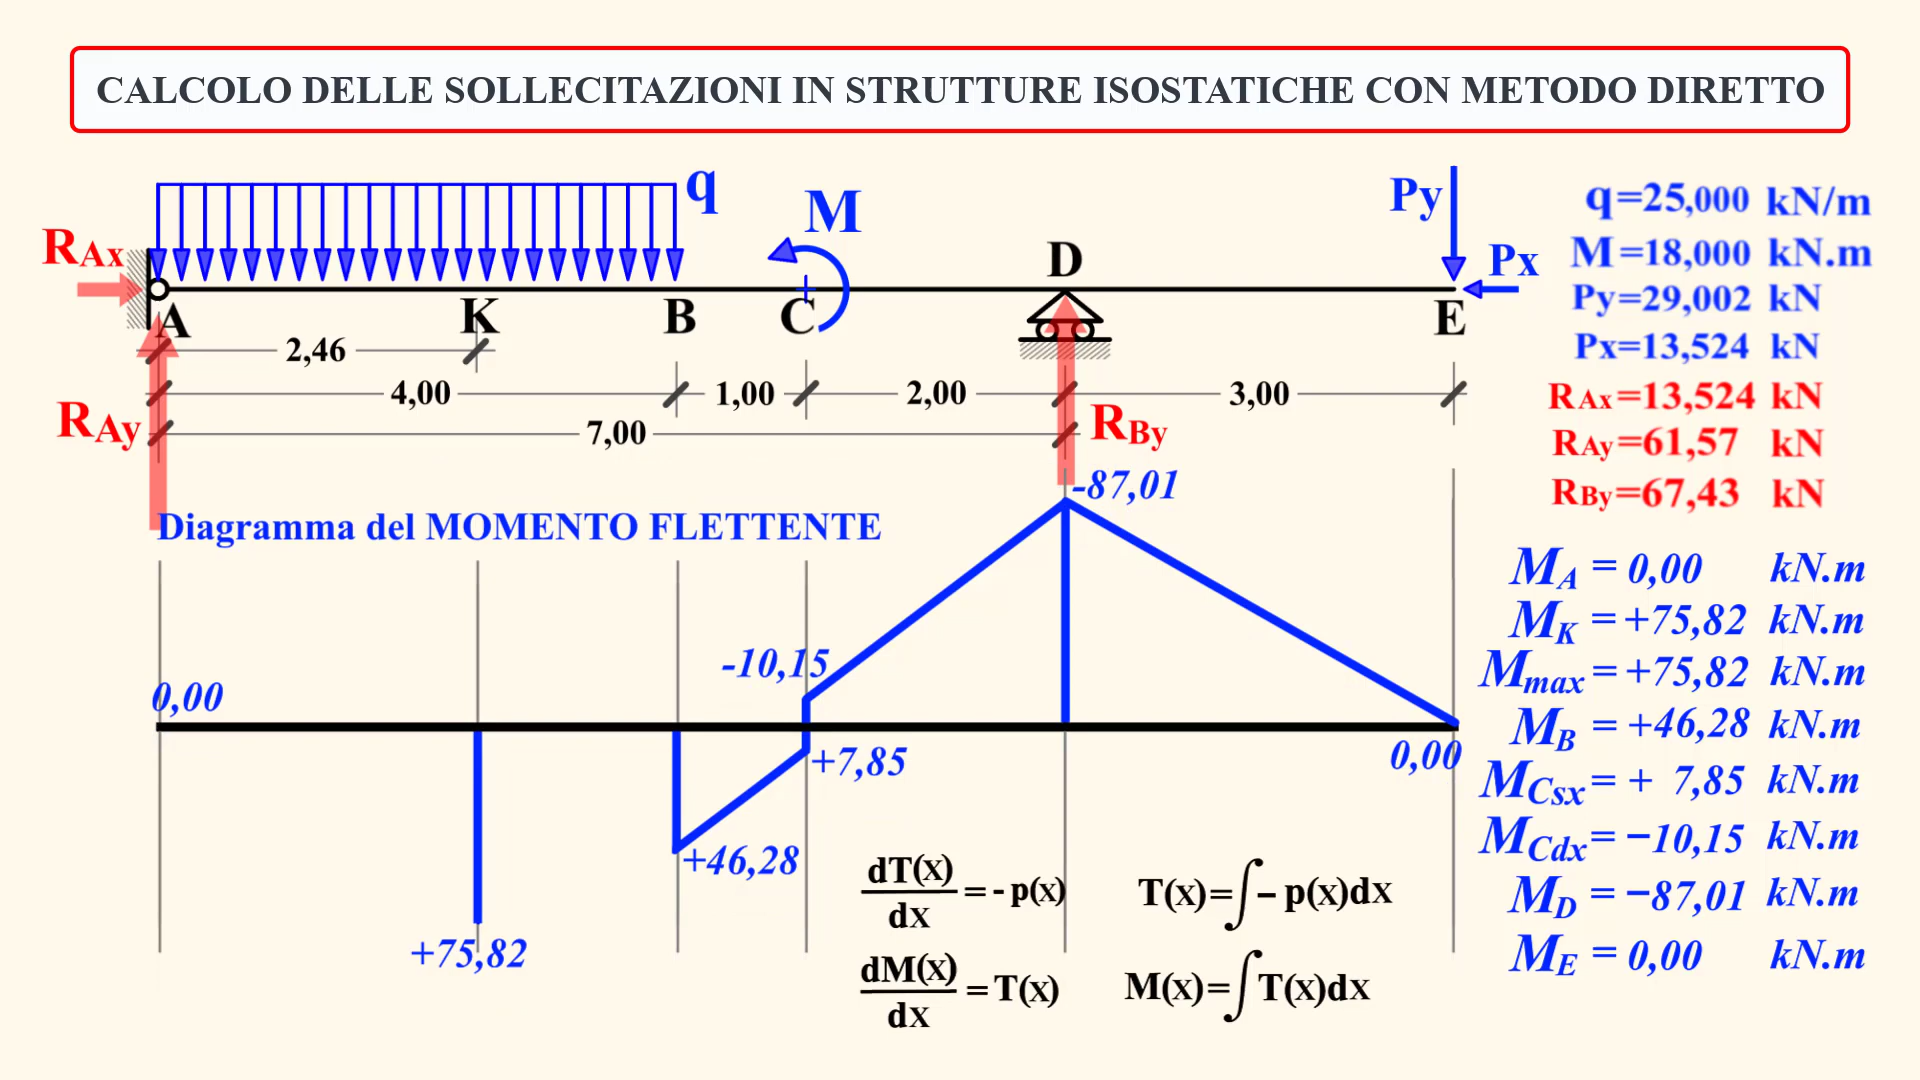 CALCOLO DELLE SOLLECITAZIONI IN STRUTTURE ISOSTATICHE CON METODO DIRETTO
q
M
Py
Px
RAx
D
A
K
B
C
E
2,46
4,00
1,00
2,00
3,00
7,00
RAy
RBy
q=25,000 kN/m
M=18,000 kN.m
Py=29,002 kN
Px=13,524 kN
RAx=13,524 kN
RAy=61,57 kN
RBy=67,43 kN
Diagramma del MOMENTO FLETTENTE
-87,01
-10,15
0,00
+7,85
0,00
+46,28
+75,82
MA = 0,00 kN.m
MK = +75,82 kN.m
Mmax = +75,82 kN.m
MB = +46,28 kN.m
MCsx = + 7,85 kN.m
MCdx = −10,15 kN.m
MD = −87,01 kN.m
ME = 0,00 kN.m
dT(x)/dx = - p(x)
T(x)=∫− p(x)dx
dM(x)/dx = T(x)
M(x)=∫T(x)dx